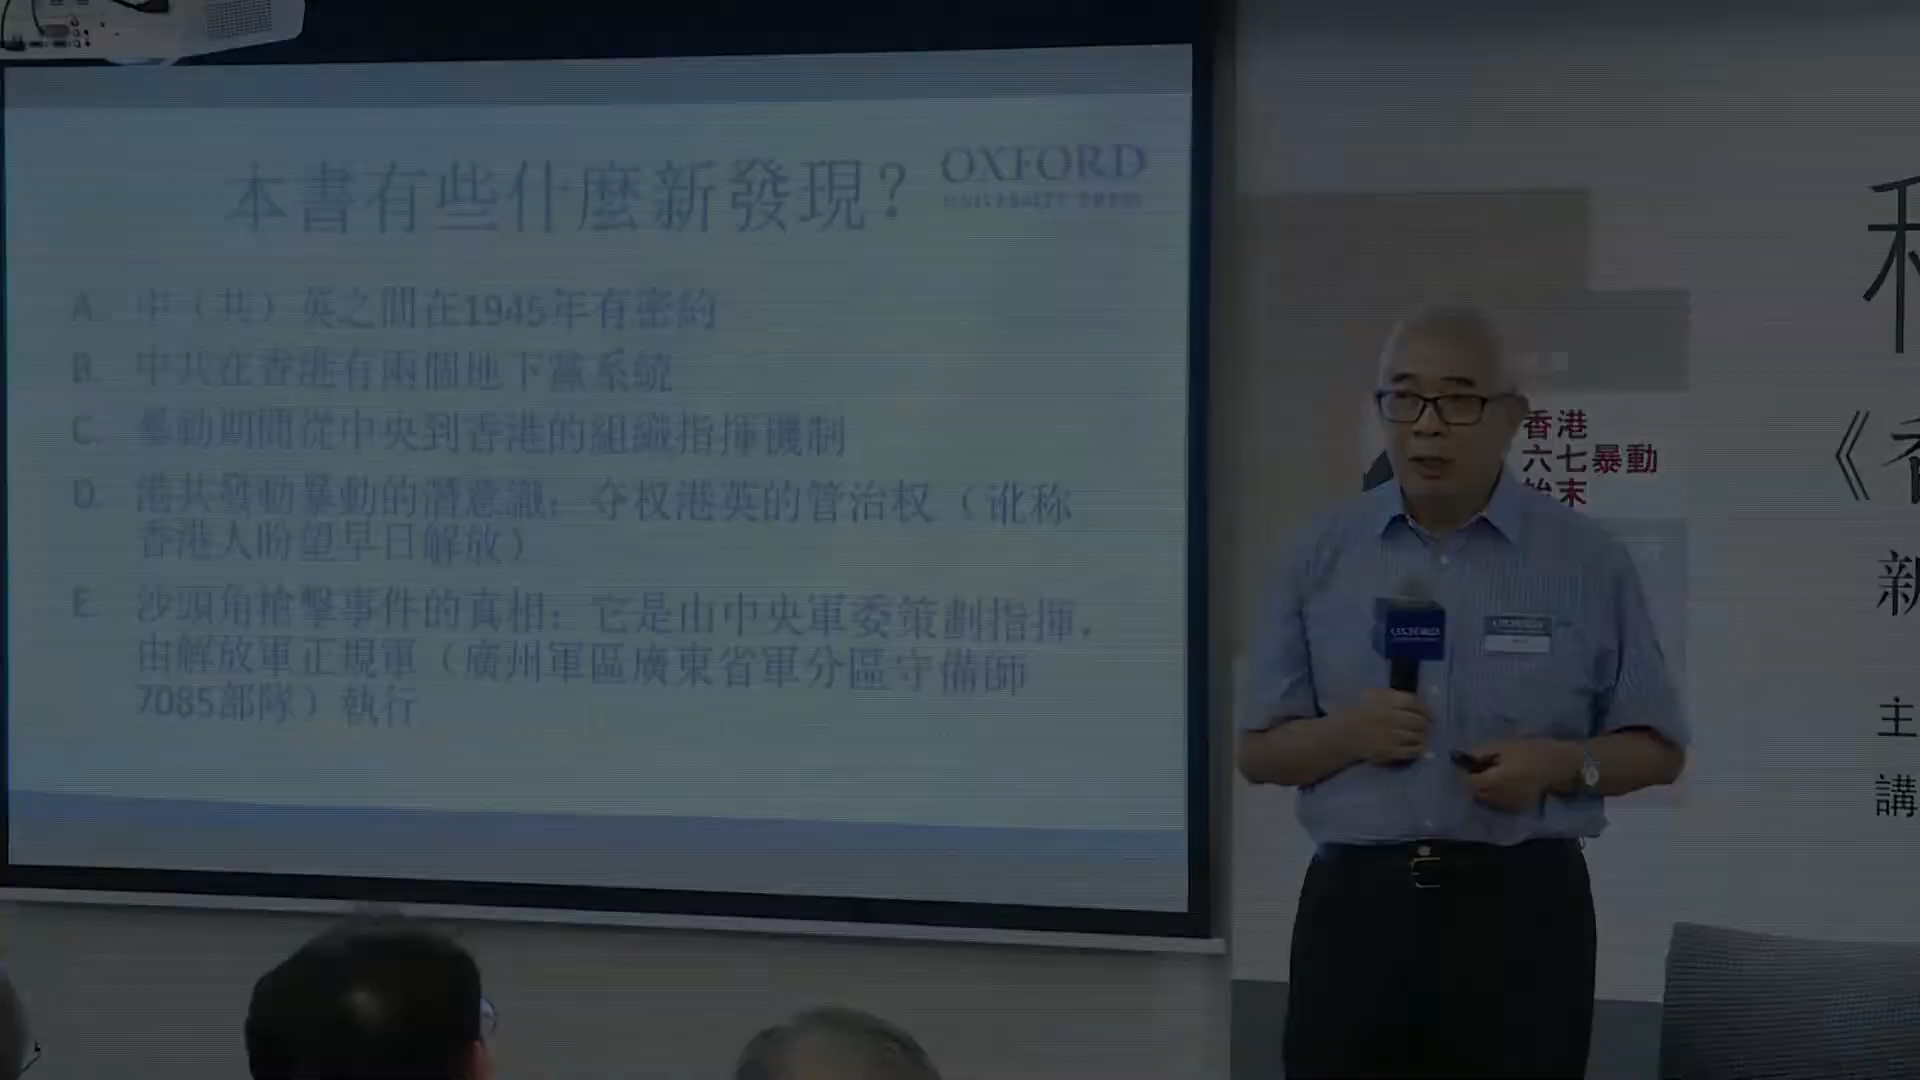 本書有些什麼新發現？
OXFORD
UNIVERSITY PRESS
A. 中（共）英之間在1945年有密約
B. 中共在香港有兩個地下黨系統
C. 暴動期間從中央到香港的組織指揮機制
D. 港共發動暴動的潛意識：夺权港英的管治权（讹称
香港人盼望早日解放）
E. 沙頭角槍擊事件的真相：它是由中央軍委策劃指揮，
由解放軍正規軍（廣州軍區廣東省軍分區守備師
7085部隊）執行
香港
六七暴動
始末
OXFORD
OXFORD
《香
新
主
講